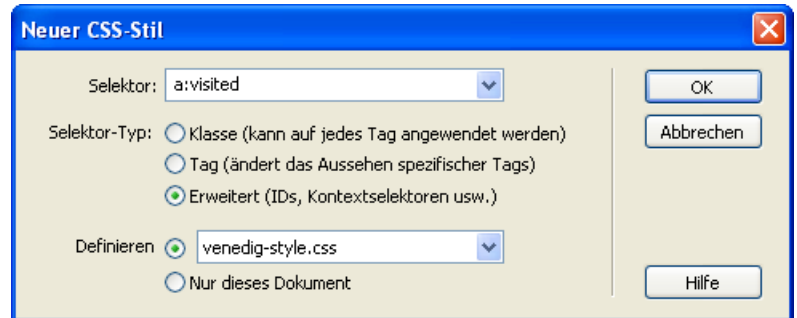 Neuer CSS-Stil
Selektor: a:visited
OK
Selektor-Typ: Klasse (kann auf jedes Tag angewendet werden)
Abbrechen
Tag (ändert das Aussehen spezifischer Tags)
Erweitert (IDs, Kontextselektoren usw.)
Definieren venedig-style.css
Nur dieses Dokument
Hilfe